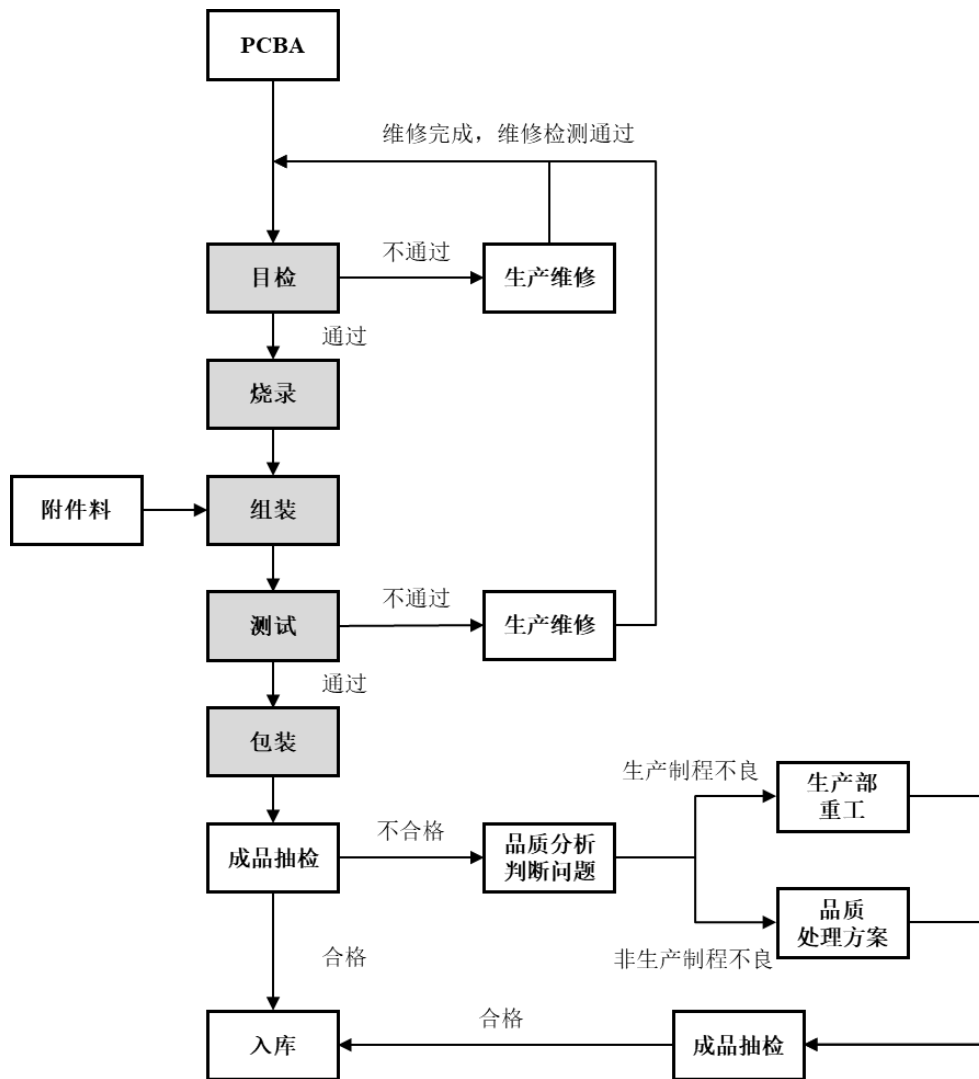 PCBA
维修完成，维修检测通过
目检
不通过
生产维修
通过
烧录
附件料
组装
测试
不通过
生产维修
通过
包装
生产制程不良
生产部
重工
成品抽检
不合格
品质分析
判断问题
品质
处理方案
非生产制程不良
合格
入库
合格
成品抽检